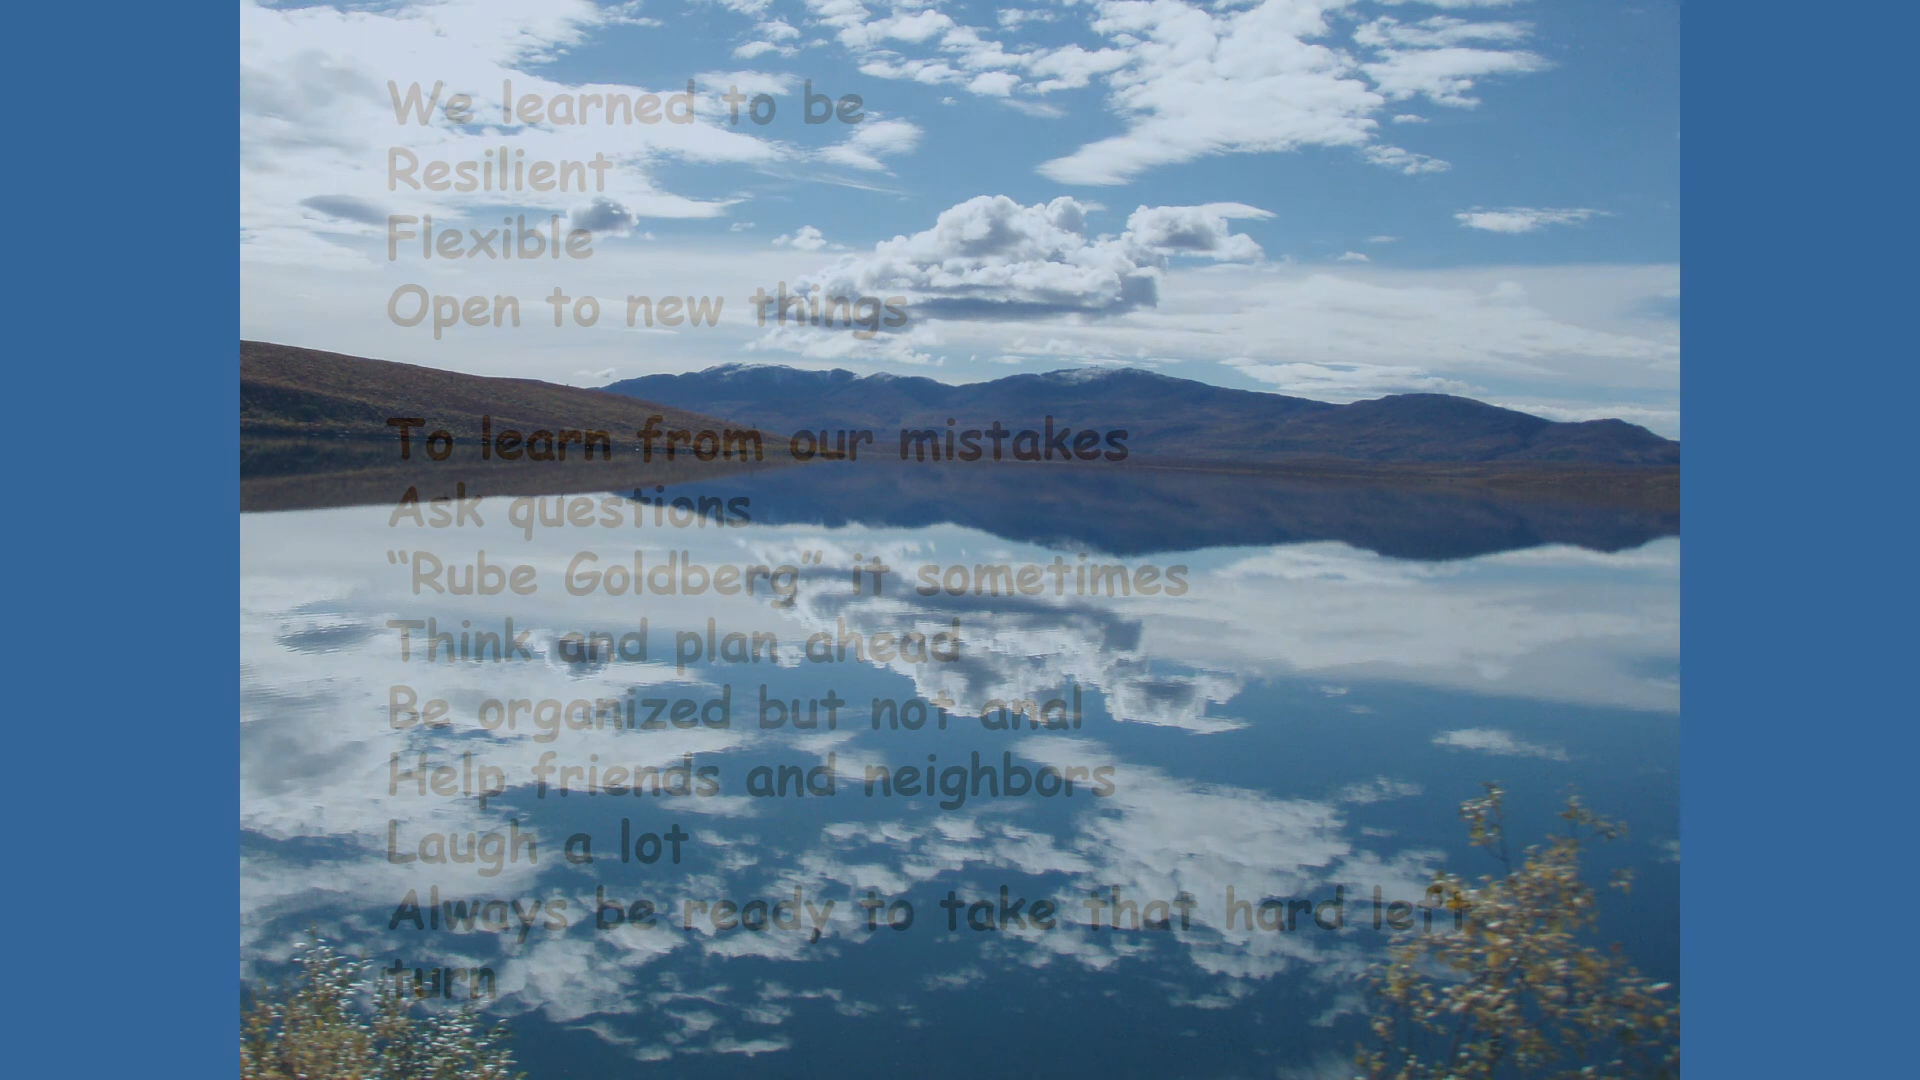 We learned to be
Resilient
Flexible
Open to new things
To learn from our mistakes
Ask questions
“Rube Goldberg” it sometimes
Think and plan ahead
Be organized but not anal
Help friends and neighbors
Laugh a lot
Always be ready to take that hard left
turn